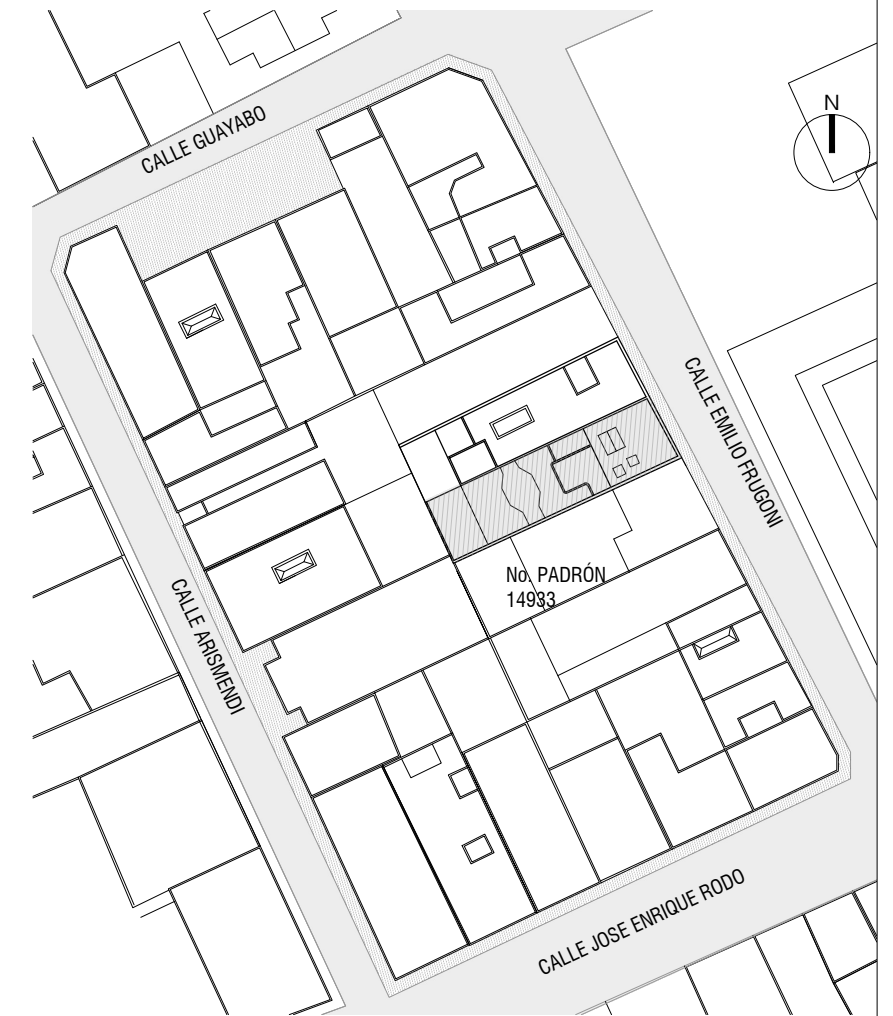 CALLE GUAYABO
N
CALLE EMILIO FRUGONI
No. PADRÓN
14933
CALLE ARISMENDI
CALLE JOSE ENRIQUE RODO